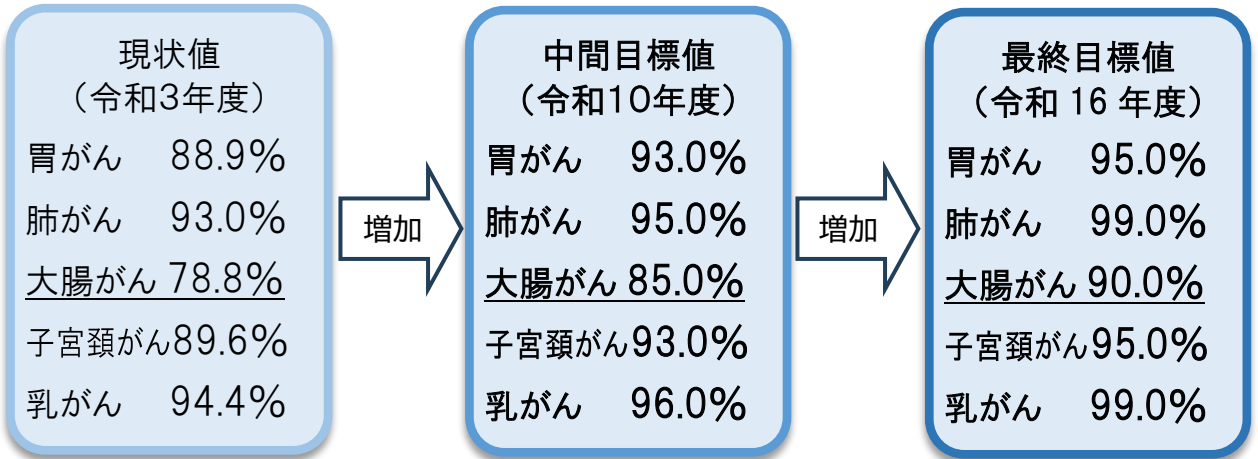 現状値
（令和3年度）
胃がん 88.9%
肺がん 93.0%
大腸がん 78.8%
子宮頚がん89.6%
乳がん 94.4%
増加
中間目標値
（令和10年度）
胃がん 93.0%
肺がん 95.0%
大腸がん 85.0%
子宮頚がん93.0%
乳がん 96.0%
増加
最終目標値
（令和 16 年度）
胃がん 95.0%
肺がん 99.0%
大腸がん 90.0%
子宮頚がん95.0%
乳がん 99.0%